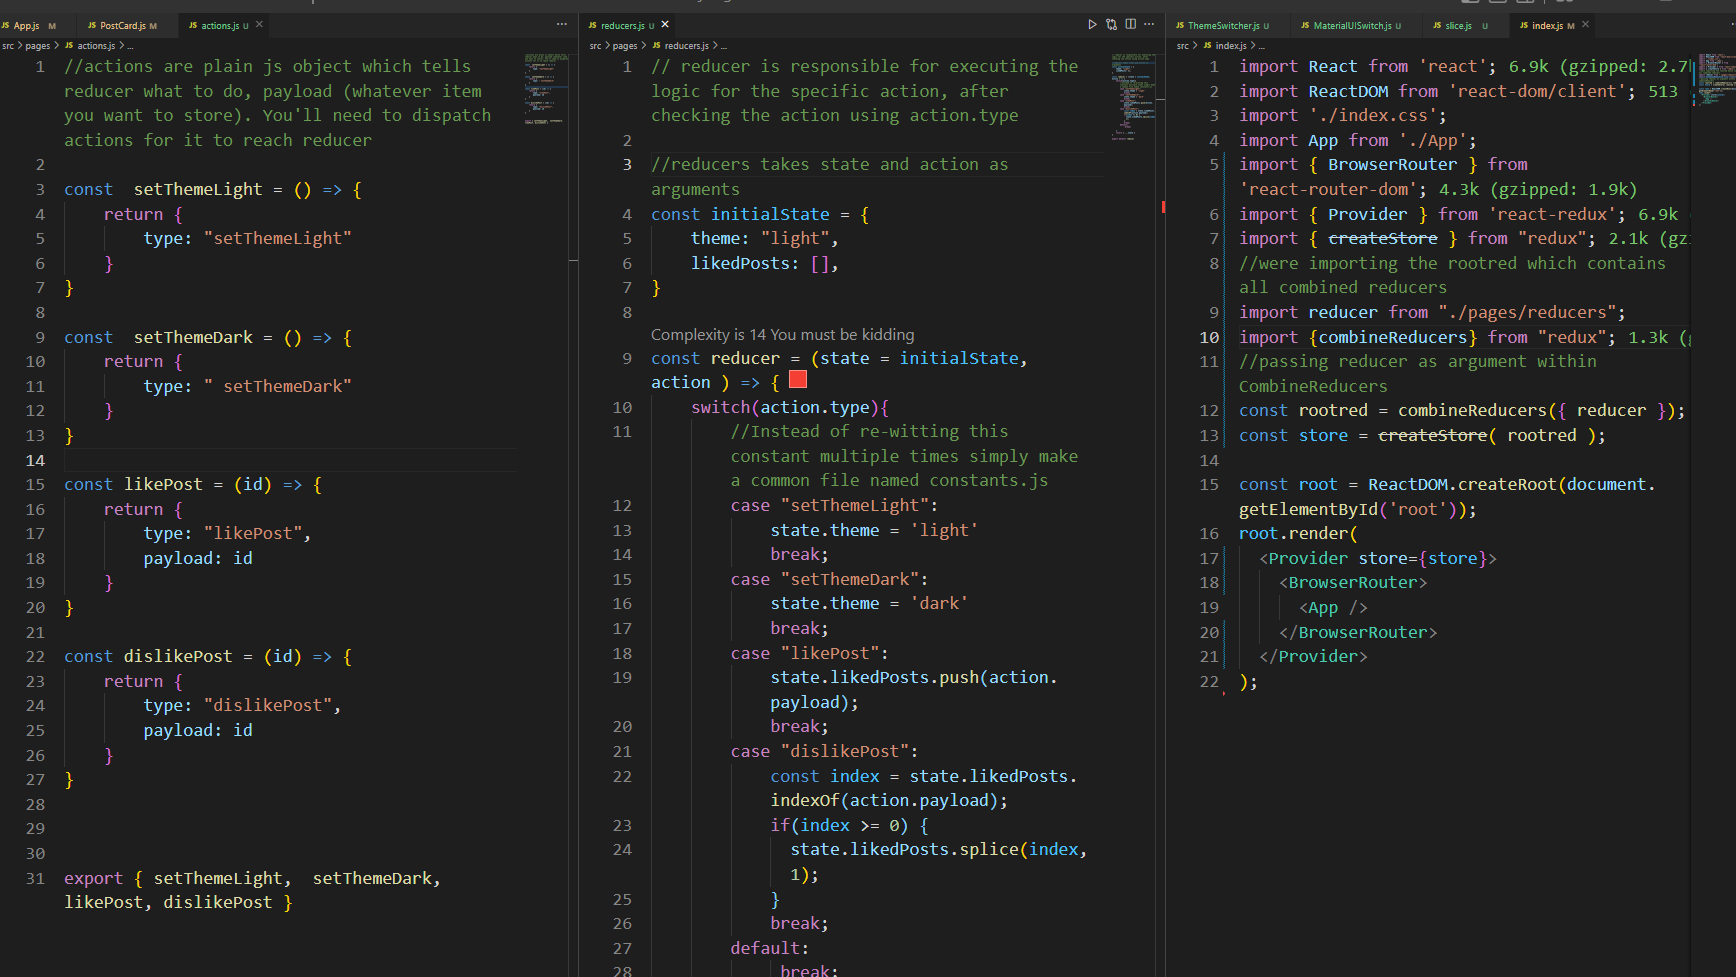 App.js M
PostCard.js M
actions.js U
src > pages > JS actions.js > ...
1 //actions are plain js object which tells
reducer what to do, payload (whatever item
you want to store). You'll need to dispatch
actions for it to reach reducer
2
3 const  setThemeLight = () => {
4     return {
5         type: "setThemeLight"
6     }
7 }
8
9 const  setThemeDark = () => {
10     return {
11         type: " setThemeDark"
12     }
13 }
14
15 const likePost = (id) => {
16     return {
17         type: "likePost",
18         payload: id
19     }
20 }
21
22 const dislikePost = (id) => {
23     return {
24         type: "dislikePost",
25         payload: id
26     }
27 }
28
29
30
31 export { setThemeLight,  setThemeDark,
likePost, dislikePost }
JS reducers.js U
src > pages > JS reducers.js > ...
1 // reducer is responsible for executing the
logic for the specific action, after
checking the action using action.type
2
3 //reducers takes state and action as
arguments
4 const initialState = {
5     theme: "light",
6     likedPosts: [],
7 }
8
Complexity is 14 You must be kidding
9 const reducer = (state = initialState,
action ) => {
10     switch(action.type){
11         //Instead of re-witting this
constant multiple times simply make
a common file named constants.js
12         case "setThemeLight":
13             state.theme = 'light'
14             break;
15         case "setThemeDark":
16             state.theme = 'dark'
17             break;
18         case "likePost":
19             state.likedPosts.push(action.
payload);
20             break;
21         case "dislikePost":
22             const index = state.likedPosts.
indexOf(action.payload);
23             if(index >= 0) {
24               state.likedPosts.splice(index,
1);
25             }
26             break;
27         default:
28              break;
JS ThemeSwitcher.js U
JS MaterialUISwitch.js U
JS slice.js U
JS index.js M
src > JS index.js > ...
1 import React from 'react'; 6.9k (gzipped: 2.7
2 import ReactDOM from 'react-dom/client'; 513
3 import './index.css';
4 import App from './App';
5 import { BrowserRouter } from
'react-router-dom'; 4.3k (gzipped: 1.9k)
6 import { Provider } from 'react-redux'; 6.9k
7 import { createStore } from "redux"; 2.1k (gz
8 //were importing the rootred which contains
all combined reducers
9 import reducer from "./pages/reducers";
10 import {combineReducers} from "redux"; 1.3k (
11 //passing reducer as argument within
CombineReducers
12 const rootred = combineReducers({ reducer });
13 const store = createStore( rootred );
14
15 const root = ReactDOM.createRoot(document.
getElementById('root'));
16 root.render(
17   <Provider store={store}>
18     <BrowserRouter>
19       <App />
20     </BrowserRouter>
21   </Provider>
22 );